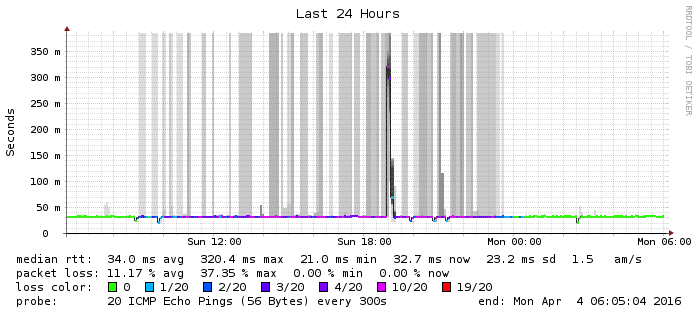 Last 24 Hours
RRDTOOL / TOBI OETIKER
Seconds
350 m
300 m
250 m
200 m
150 m
100 m
50 m
0
Sun 12:00 Sun 18:00 Mon 00:00 Mon 06:00
median rtt: 34.0 ms avg 320.4 ms max 21.0 ms min 32.7 ms now 23.2 ms sd 1.5 am/s
packet loss: 11.17 % avg 37.35 % max 0.00 % min 0.00 % now
loss color: 0 1/20 2/20 3/20 4/20 10/20 19/20
probe: 20 ICMP Echo Pings (56 Bytes) every 300s end: Mon Apr 4 06:05:04 2016